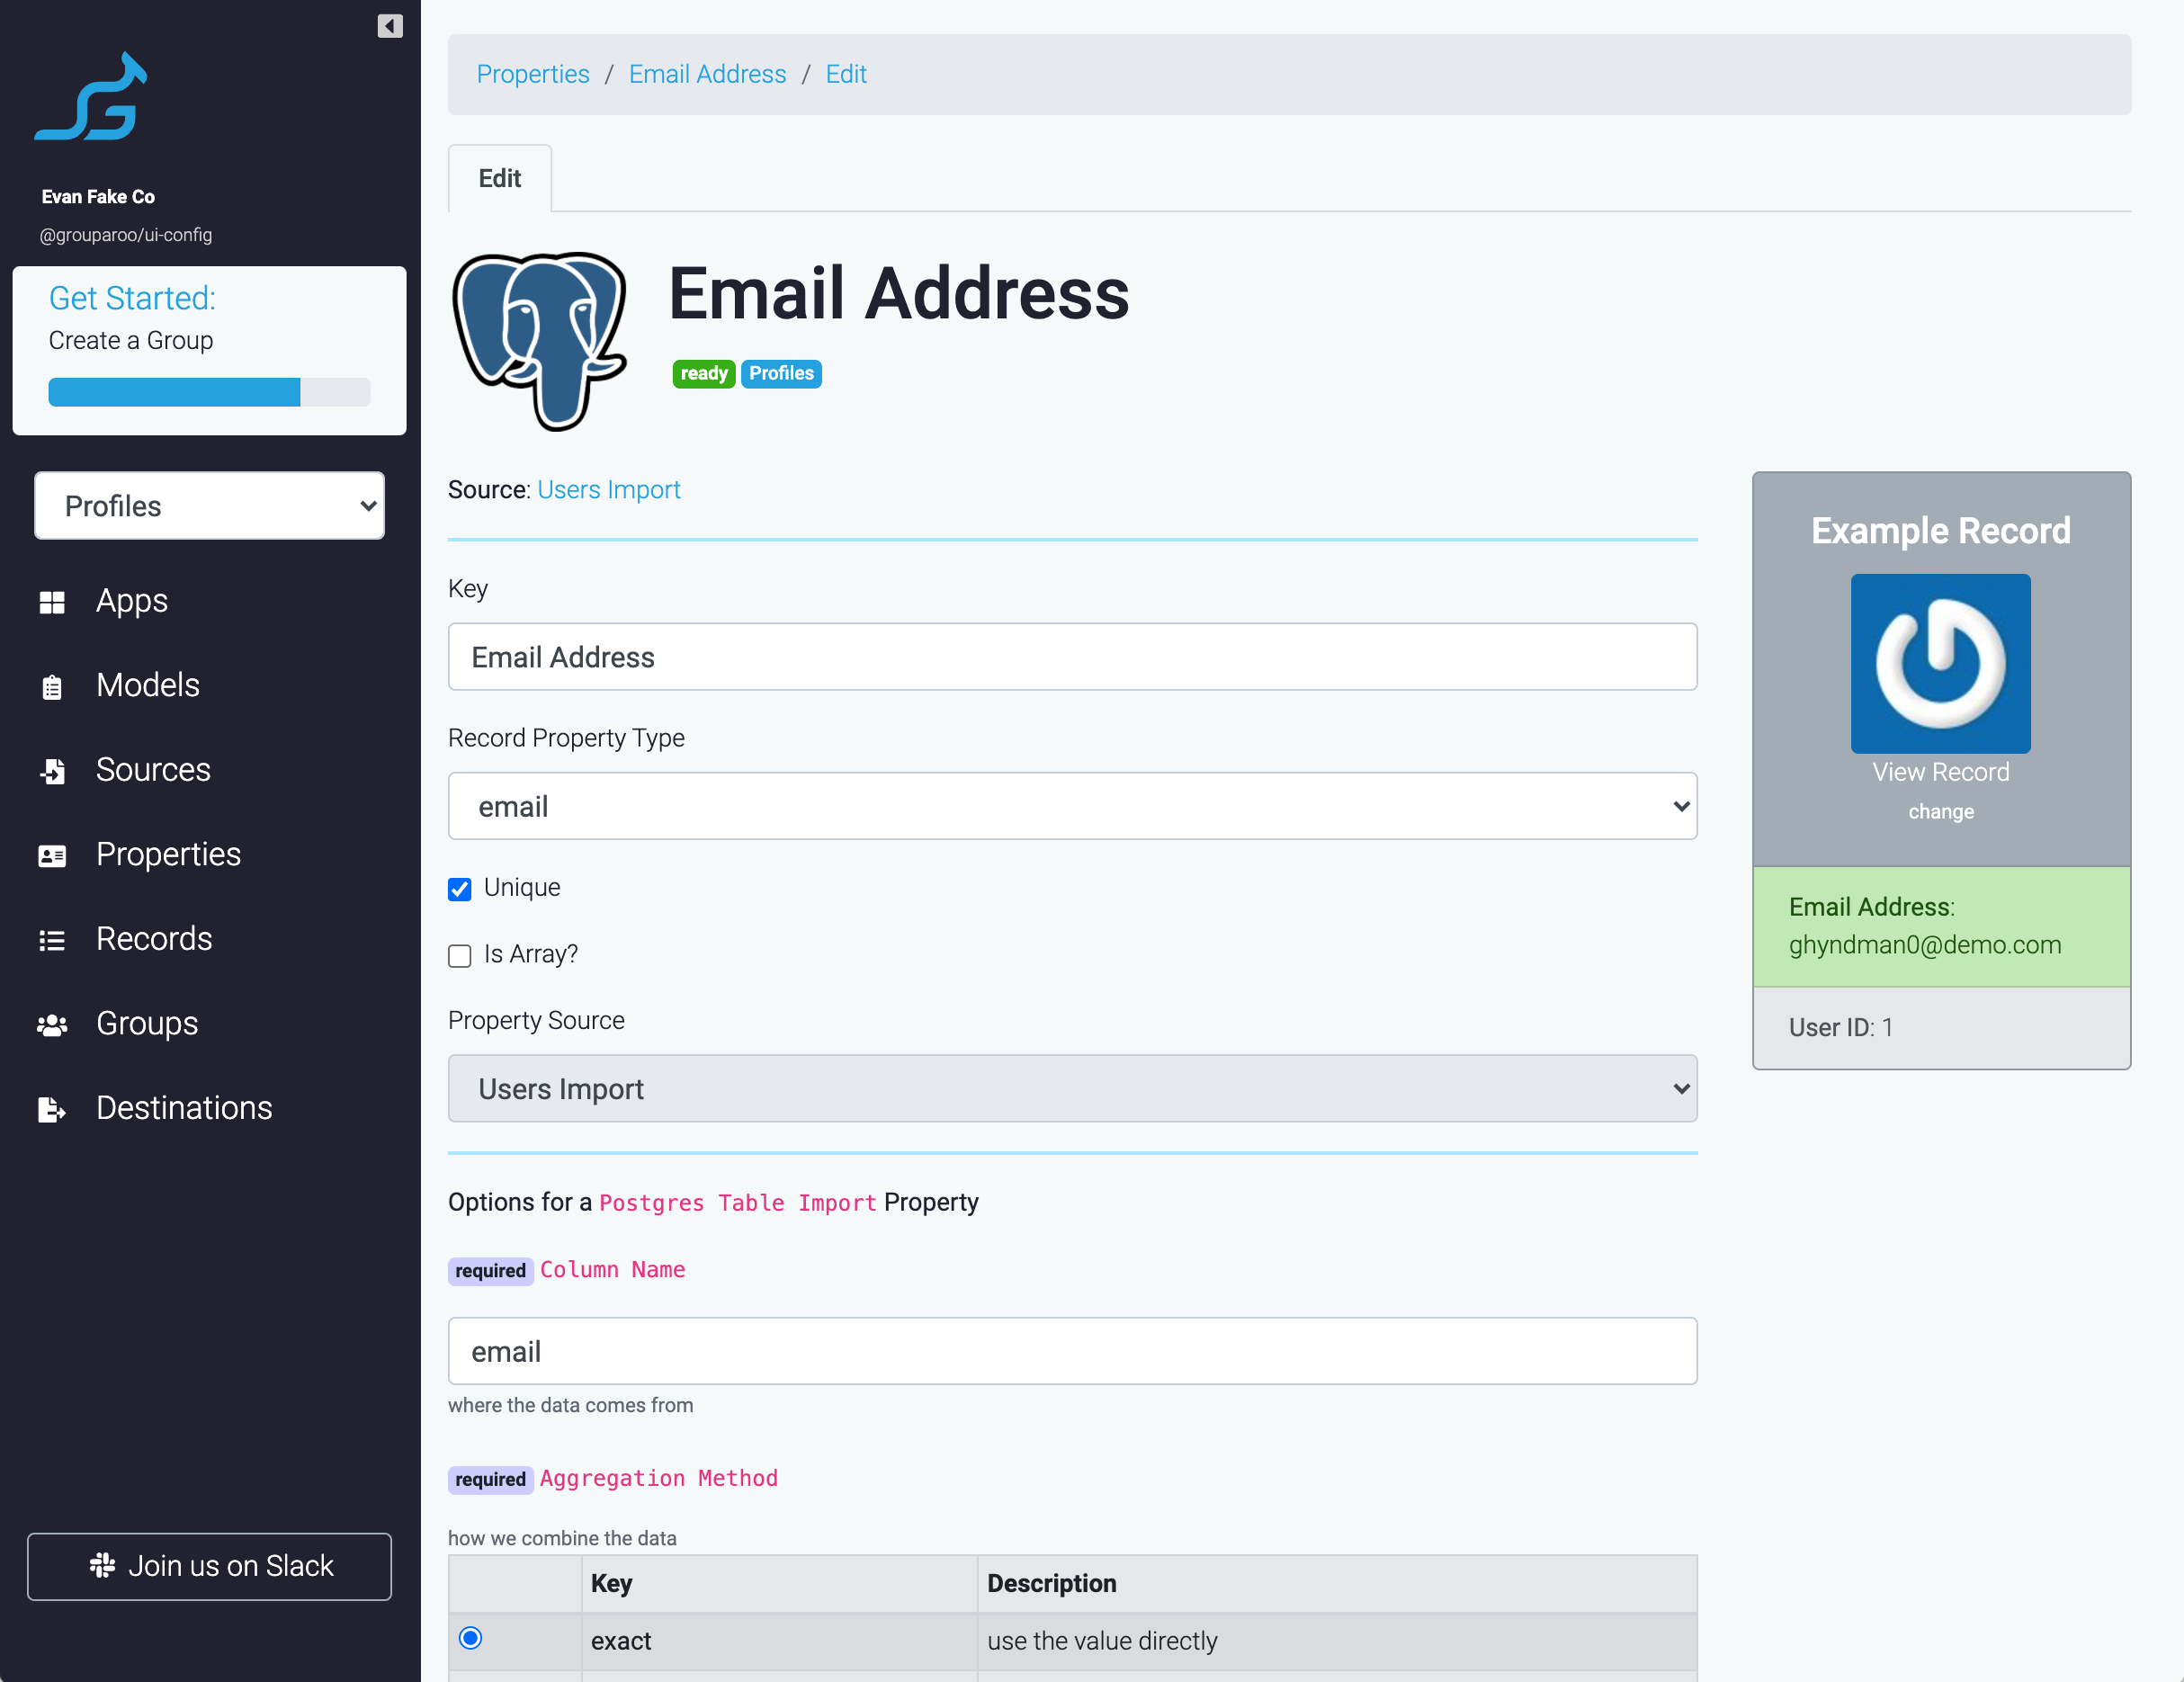 Evan Fake Co
@grouparoo/ui-config
Get Started:
Create a Group
Profiles
Apps
Models
Sources
Properties
Records
Groups
Destinations
Join us on Slack
Properties / Email Address / Edit
Edit
Email Address
ready Profiles
Source: Users Import
Key
Email Address
Record Property Type
email
Unique
Is Array?
Property Source
Users Import
Options for a Postgres Table Import Property
required Column Name
email
where the data comes from
required Aggregation Method
how we combine the data
Key Description
exact use the value directly
Example Record
View Record
change
Email Address:
ghyndman0@demo.com
User ID: 1